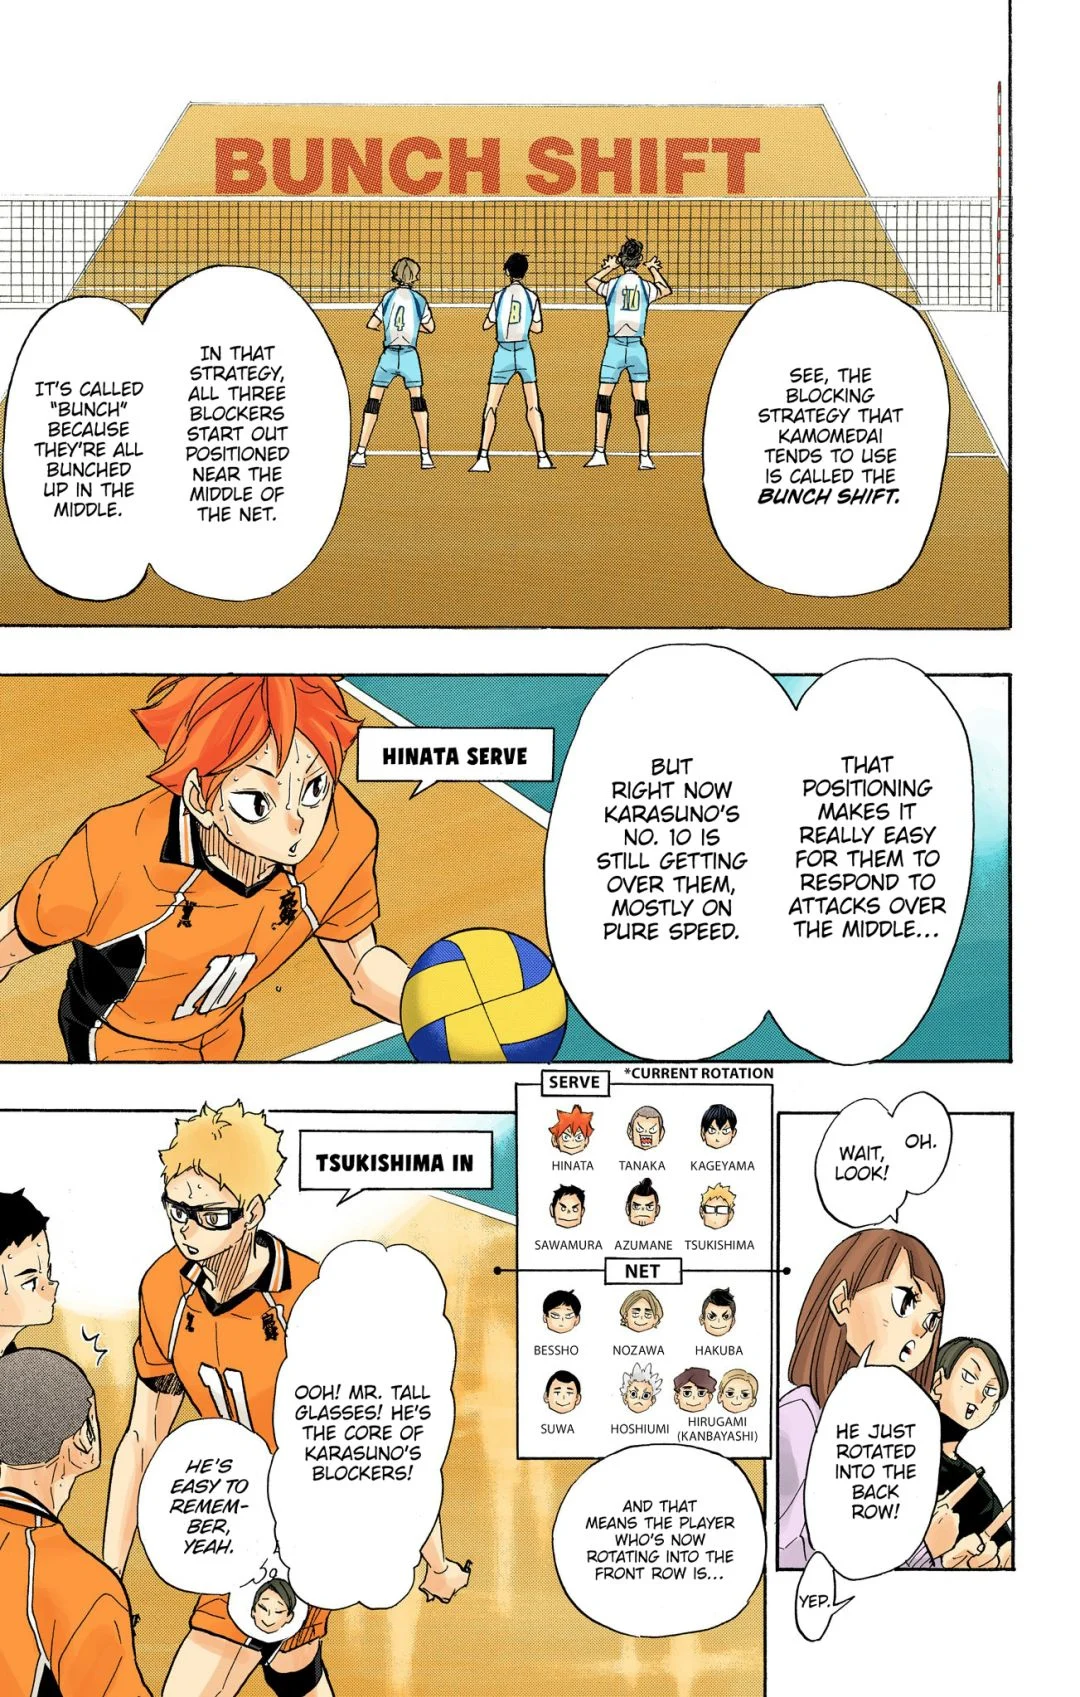 BUNCH SHIFT
4
8
10
SEE, THE
BLOCKING
STRATEGY THAT
KAMOMEDAI
TENDS TO USE
IS CALLED THE
BUNCH SHIFT.
IN THAT
STRATEGY,
ALL THREE
BLOCKERS
START OUT
POSITIONED
NEAR THE
MIDDLE OF
THE NET.
IT'S CALLED
"BUNCH"
BECAUSE
THEY'RE ALL
BUNCHED
UP IN THE
MIDDLE.
THAT
POSITIONING
MAKES IT
REALLY EASY
FOR THEM TO
RESPOND TO
ATTACKS OVER
THE MIDDLE...
BUT
RIGHT NOW
KARASUNO'S
NO. 10 IS
STILL GETTING
OVER THEM,
MOSTLY ON
PURE SPEED.
HINATA SERVE
10
OH.
WAIT,
LOOK!
HE JUST
ROTATED
INTO THE
BACK
ROW!
YEP.
*CURRENT ROTATION
SERVE
HINATA
TANAKA
KAGEYAMA
SAWAMURA
AZUMANE
TSUKISHIMA
NET
BESSHO
NOZAWA
HAKUBA
SUWA
HOSHIUMI
HIRUGAMI
(KANBAYASHI)
AND THAT
MEANS THE PLAYER
WHO'S NOW
ROTATING INTO THE
FRONT ROW IS...
TSUKISHIMA IN
11
OOH! MR. TALL
GLASSES! HE'S
THE CORE OF
KARASUNO'S
BLOCKERS!
HE'S
EASY TO
REMEM-
BER,
YEAH.